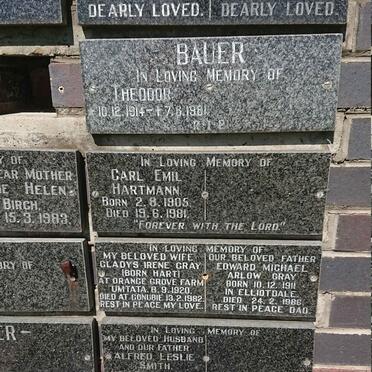 DEARLY LOVED. DEARLY LOVED.
BAUER
IN LOVING MEMORY OF
THEODOR
10.12.1914 - †7.6.1981
R.I.P.
Y OF
EAR MOTHER
E HELEN
BIRCH.
15.3.1983.
IN LOVING MEMORY OF
CARL EMIL
HARTMANN.
BORN 2.8.1905.
DIED 19.6.1981.
"FOREVER WITH THE LORD."
MORY OF
IN LOVING MEMORY OF
MY BELOVED WIFE
GLADYS IRENE GRAY
(BORN HART)
AT ORANGE GROVE FARM
UMTATA. 8.9.1920.
DIED AT GONUBIE 13.2.1982.
REST IN PEACE MY LOVE.
OUR BELOVED FATHER
EDWARD MICHAEL
ARLOW GRAY
BORN 10.12.1911
IN ELLIOTDALE.
DIED 24.2.1986
REST IN PEACE DAD.
ER-
IN LOVING MEMORY OF
MY BELOVED HUSBAND
AND OUR FATHER
ALFRED LESLIE
SMITH.